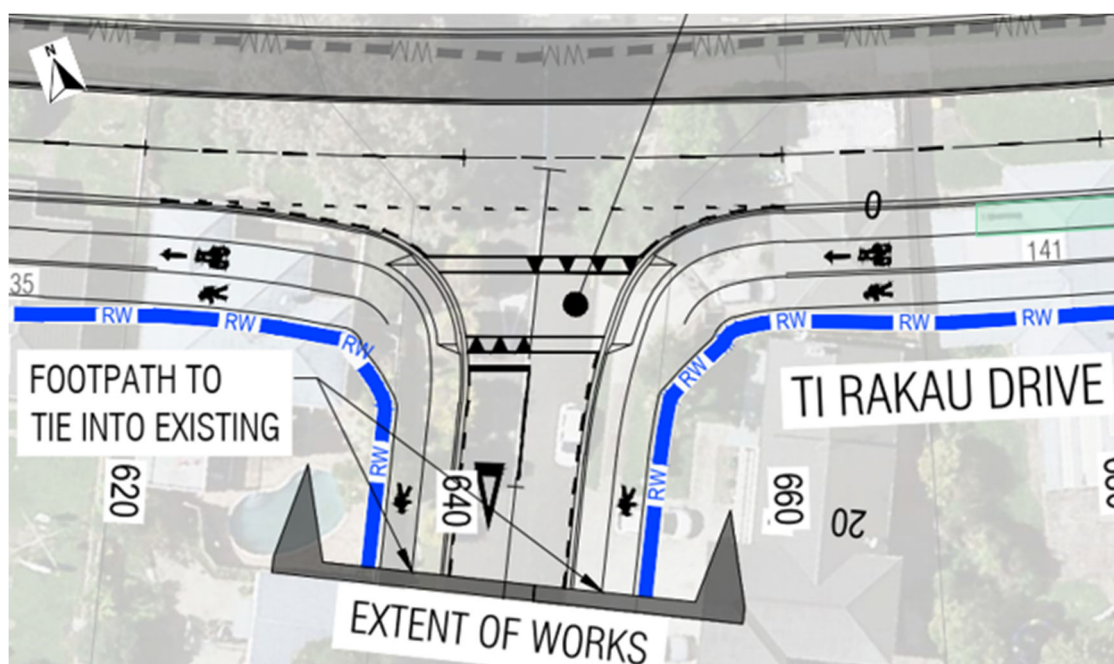 N
0
141
35
RW
RW
RW
RW
RW
RW
RW
FOOTPATH TO
TIE INTO EXISTING
TI RAKAU DRIVE
RW
RW
620
640
660
20
EXTENT OF WORKS